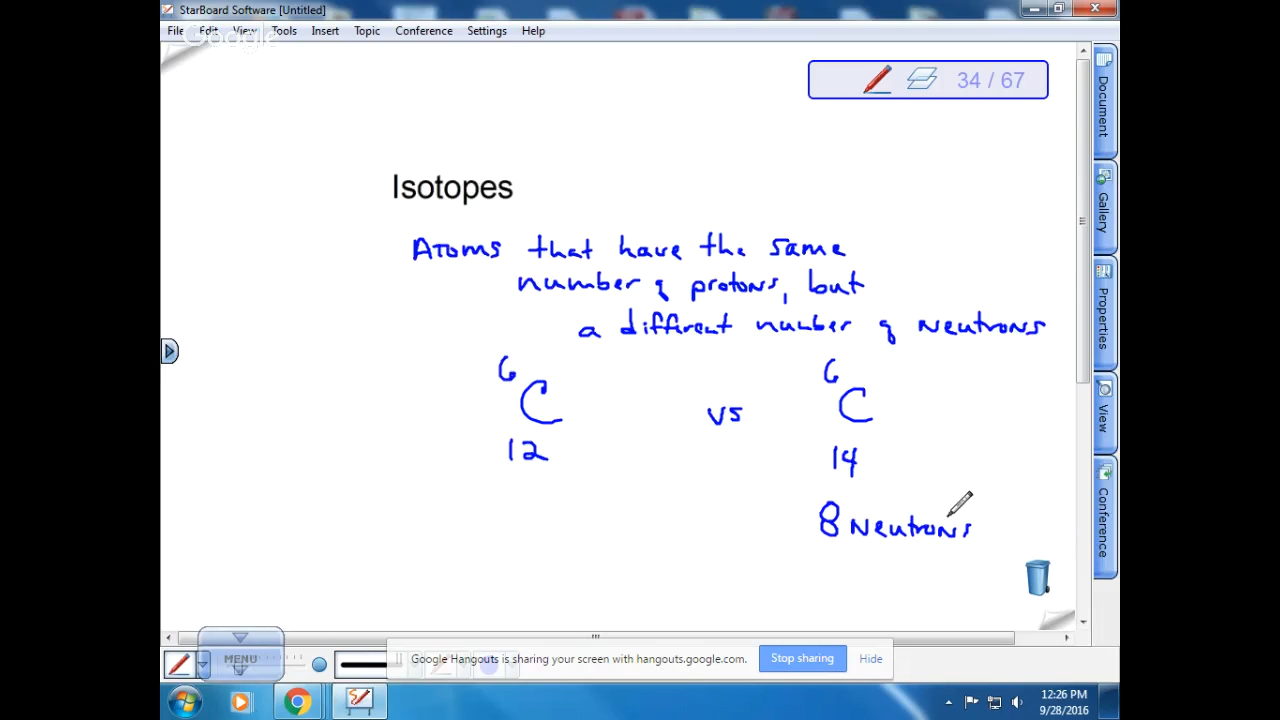 StarBoard Software [Untitled]
File Edit View Tools Insert Topic Conference Settings Help
Google
34 / 67
Document
Gallery
Properties
View
Conference
Isotopes
Atoms that have the same
number of protons, but
a different number of Neutrons
6 6
C vs C
12 14
8 Neutrons
MENU
Google Hangouts is sharing your screen with hangouts.google.com. Stop sharing Hide
12:26 PM
9/28/2016